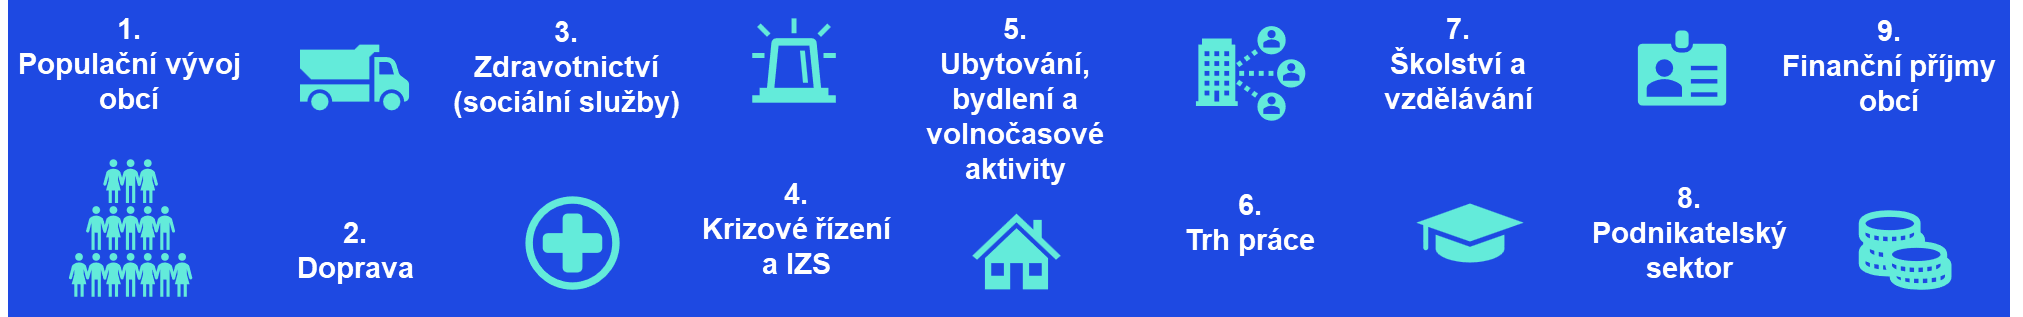 1.
Populační vývoj
obcí
2.
Doprava
3.
Zdravotnictví
(sociální služby)
4.
Krizové řízení
a IZS
5.
Ubytování,
bydlení a
volnočasové
aktivity
6.
Trh práce
7.
Školství a
vzdělávání
8.
Podnikatelský
sektor
9.
Finanční příjmy
obcí